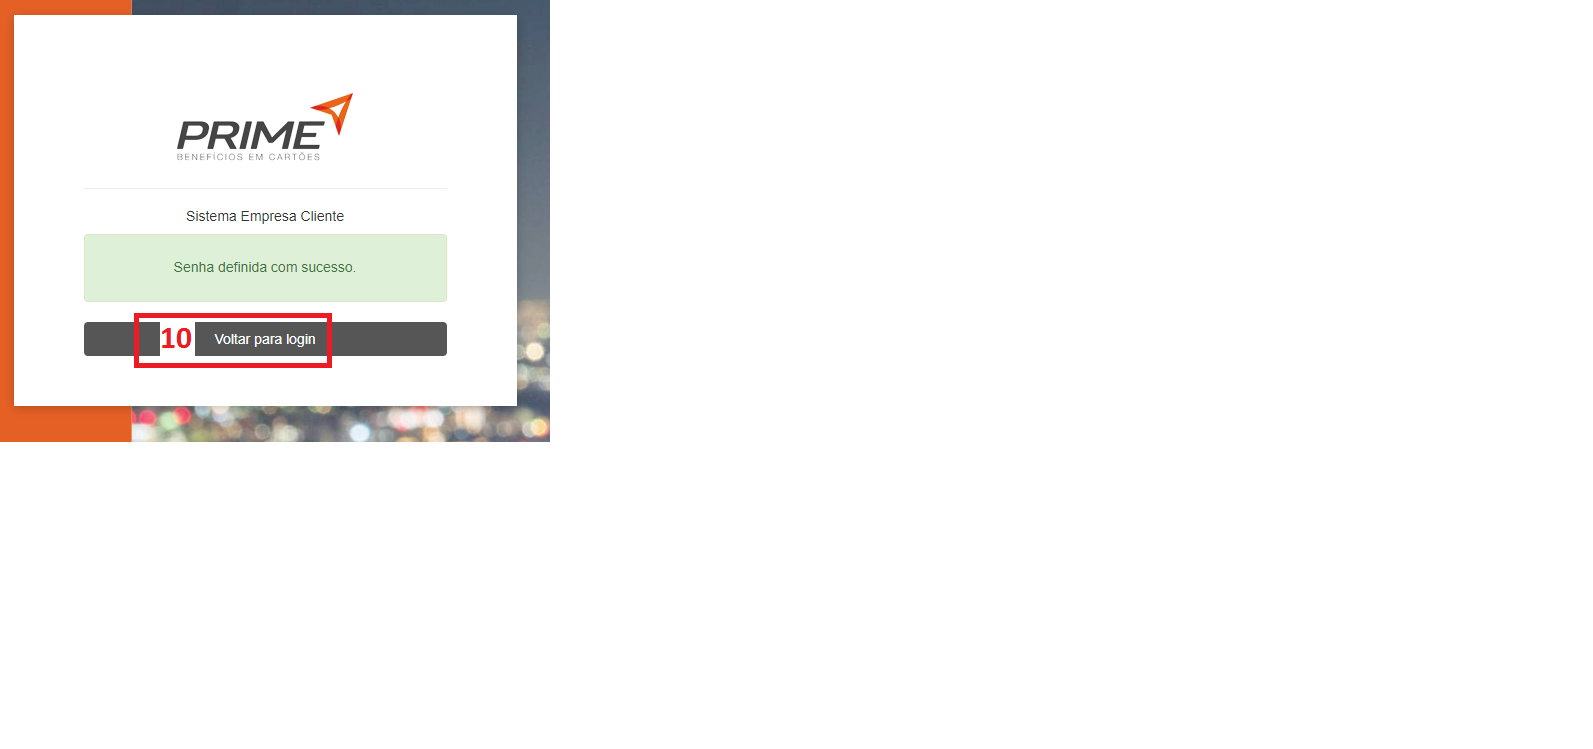 PRIME
BENEFÍCIOS EM CARTÕES
Sistema Empresa Cliente
Senha definida com sucesso.
10 Voltar para login